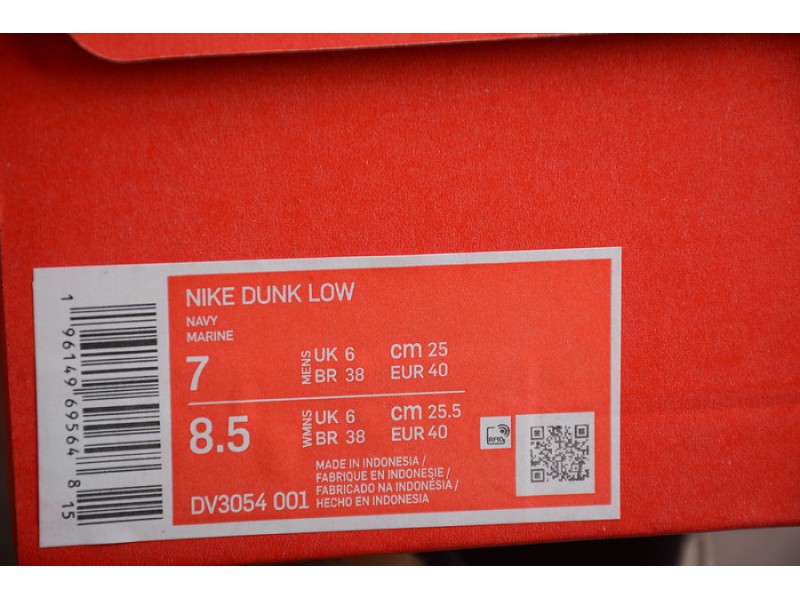 NIKE DUNK LOW
NAVY
MARINE
7
MENS
UK 6
BR 38
cm 25
EUR 40
8.5
WMNS
UK 6
BR 38
cm 25.5
EUR 40
RFID
MADE IN INDONESIA /
FABRIQUE EN INDONÉSIE /
FABRICADO NA INDONÉSIA /
HECHO EN INDONESIA
DV3054 001
1 96149 69564 8 15